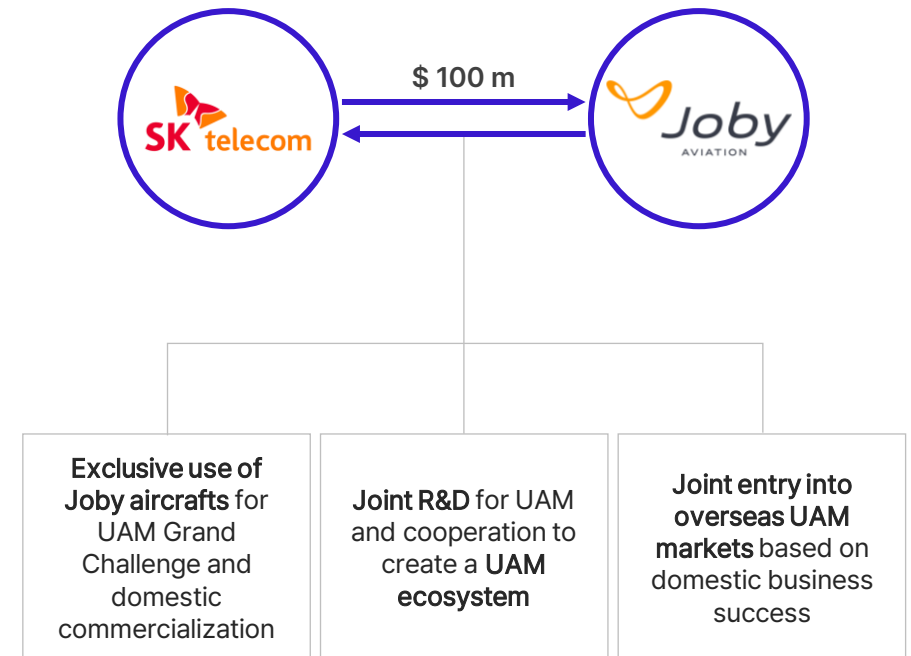 $ 100 m
SK telecom
Joby
AVIATION
Exclusive use of
Joby aircrafts for
UAM Grand
Challenge and
domestic
commercialization
Joint R&D for UAM
and cooperation to
create a UAM
ecosystem
Joint entry into
overseas UAM
markets based on
domestic business
success